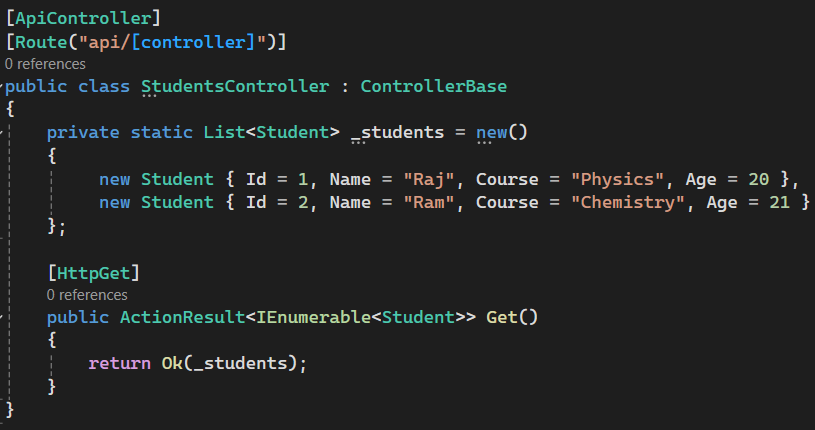 [ApiController]
[Route("api/[controller]")]
0 references
public class StudentsController : ControllerBase
{
    private static List<Student> _students = new()
    {
        new Student { Id = 1, Name = "Raj", Course = "Physics", Age = 20 },
        new Student { Id = 2, Name = "Ram", Course = "Chemistry", Age = 21 }
    };

    [HttpGet]
    0 references
    public ActionResult<IEnumerable<Student>> Get()
    {
        return Ok(_students);
    }
}